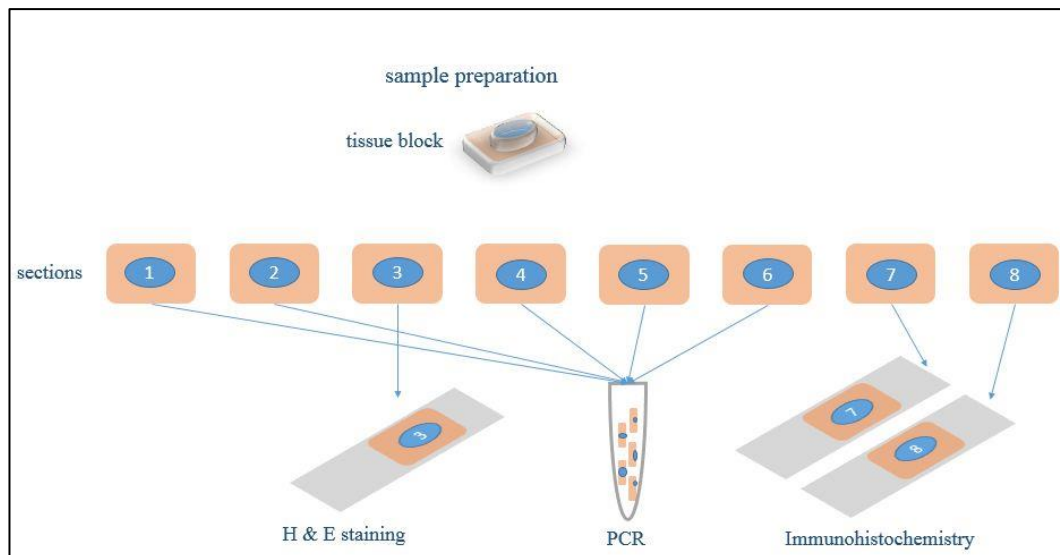 sample preparation
tissue block
sections
1 2 3 4 5 6 7 8
3
7
8
H & E staining
PCR
Immunohistochemistry